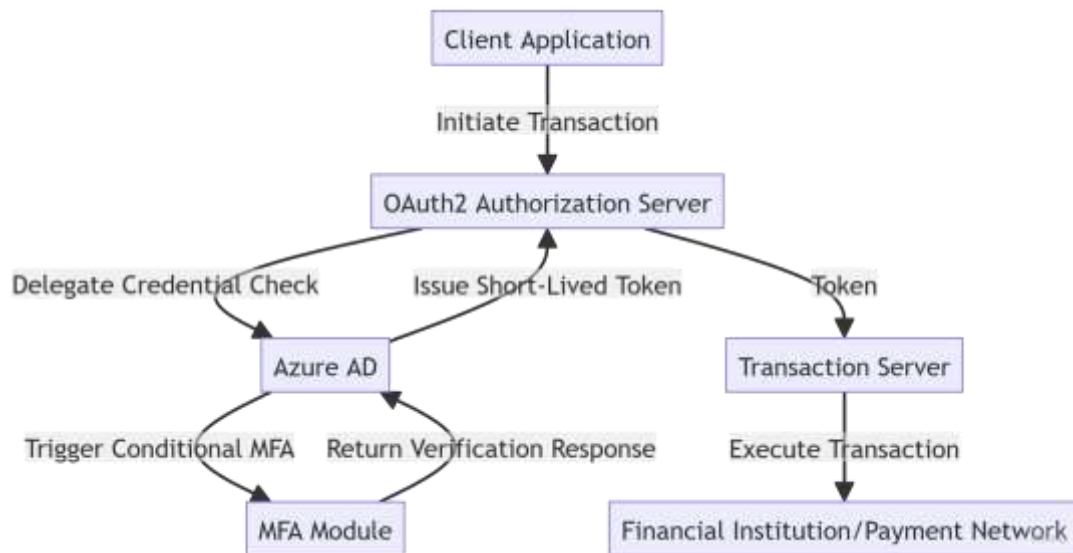 Client Application
Initiate Transaction
OAuth2 Authorization Server
Delegate Credential Check
Issue Short-Lived Token
Token
Azure AD
Transaction Server
Trigger Conditional MFA
Return Verification Response
Execute Transaction
MFA Module
Financial Institution/Payment Network